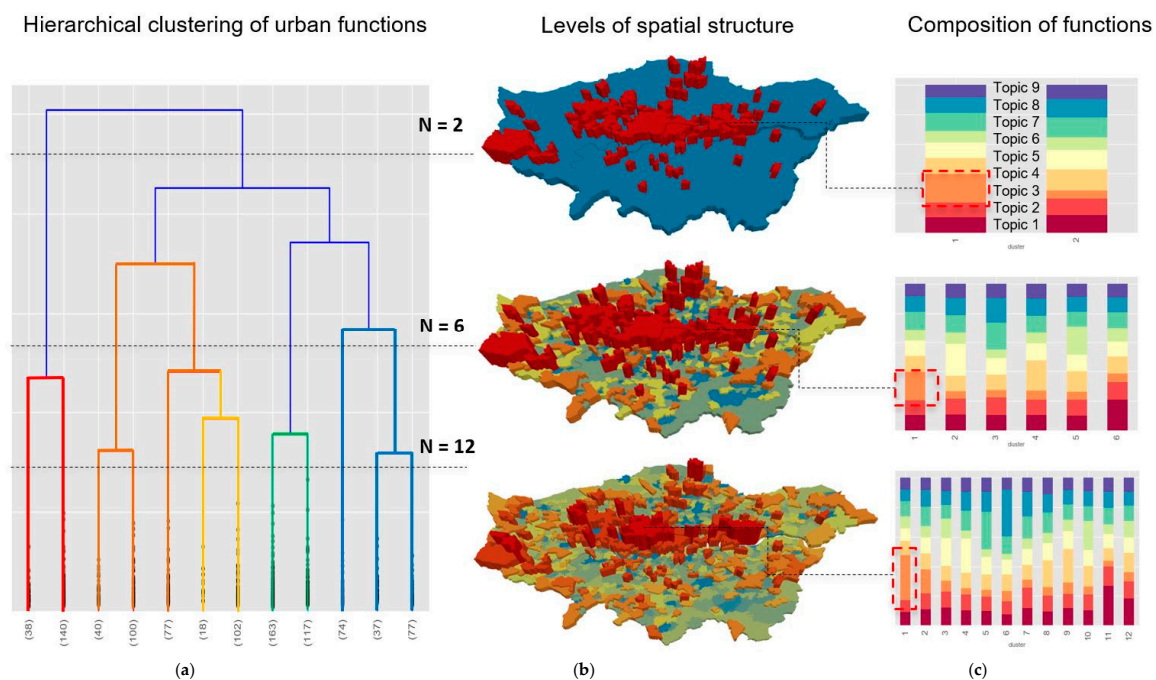 Hierarchical clustering of urban functions
Levels of spatial structure
Composition of functions
N = 2
N = 6
N = 12
(38)
(140)
(40)
(100)
(77)
(18)
(102)
(163)
(117)
(74)
(37)
(77)
Topic 9
Topic 8
Topic 7
Topic 6
Topic 5
Topic 4
Topic 3
Topic 2
Topic 1
1 2
cluster
1 2 3 4 5 6
cluster
1 2 3 4 5 6 7 8 9 10 11 12
cluster
(a)
(b)
(c)